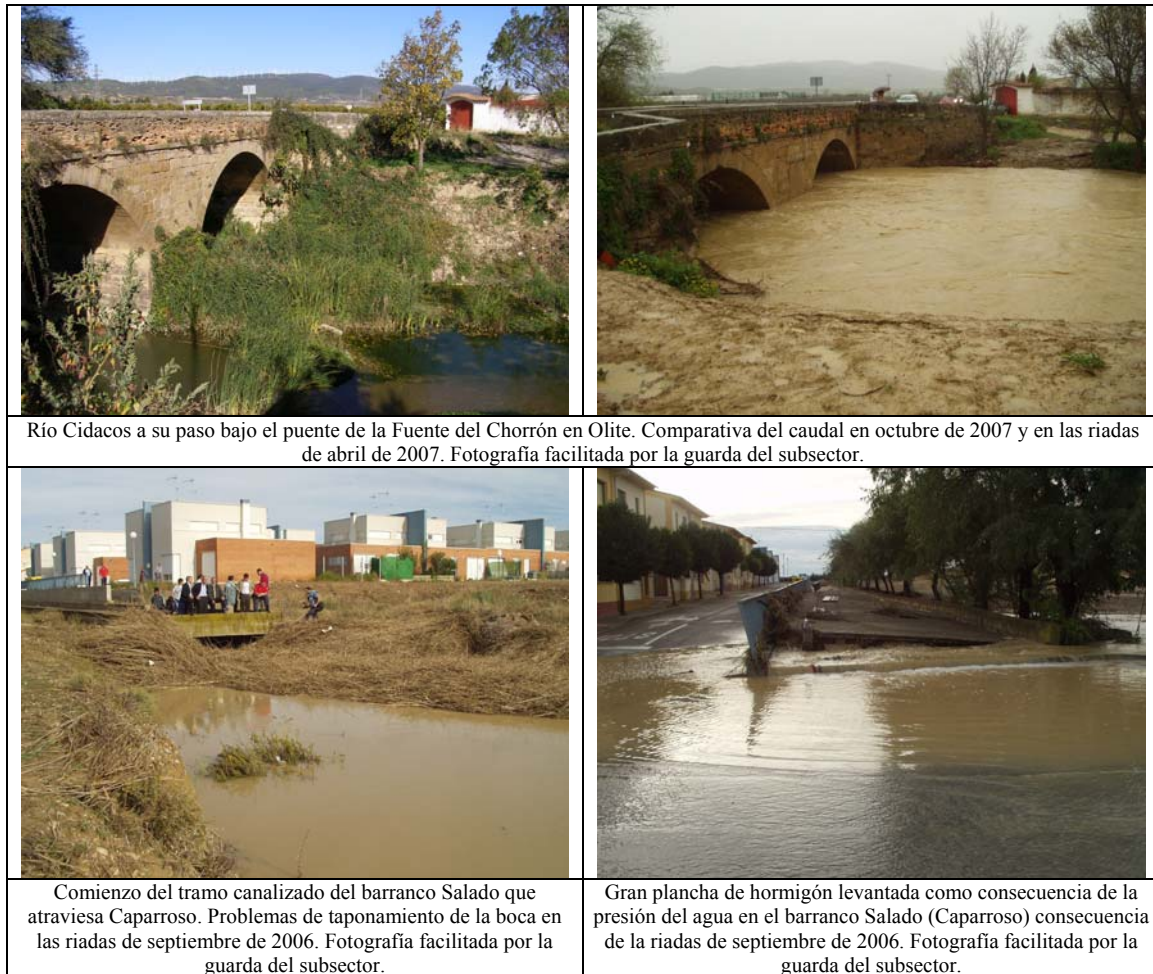 Río Cidacos a su paso bajo el puente de la Fuente del Chorrón en Olite. Comparativa del caudal en octubre de 2007 y en las riadas
de abril de 2007. Fotografía facilitada por la guarda del subsector.
Comienzo del tramo canalizado del barranco Salado que
atraviesa Caparroso. Problemas de taponamiento de la boca en
las riadas de septiembre de 2006. Fotografía facilitada por la
guarda del subsector.
Gran plancha de hormigón levantada como consecuencia de la
presión del agua en el barranco Salado (Caparroso) consecuencia
de la riadas de septiembre de 2006. Fotografía facilitada por la
guarda del subsector.